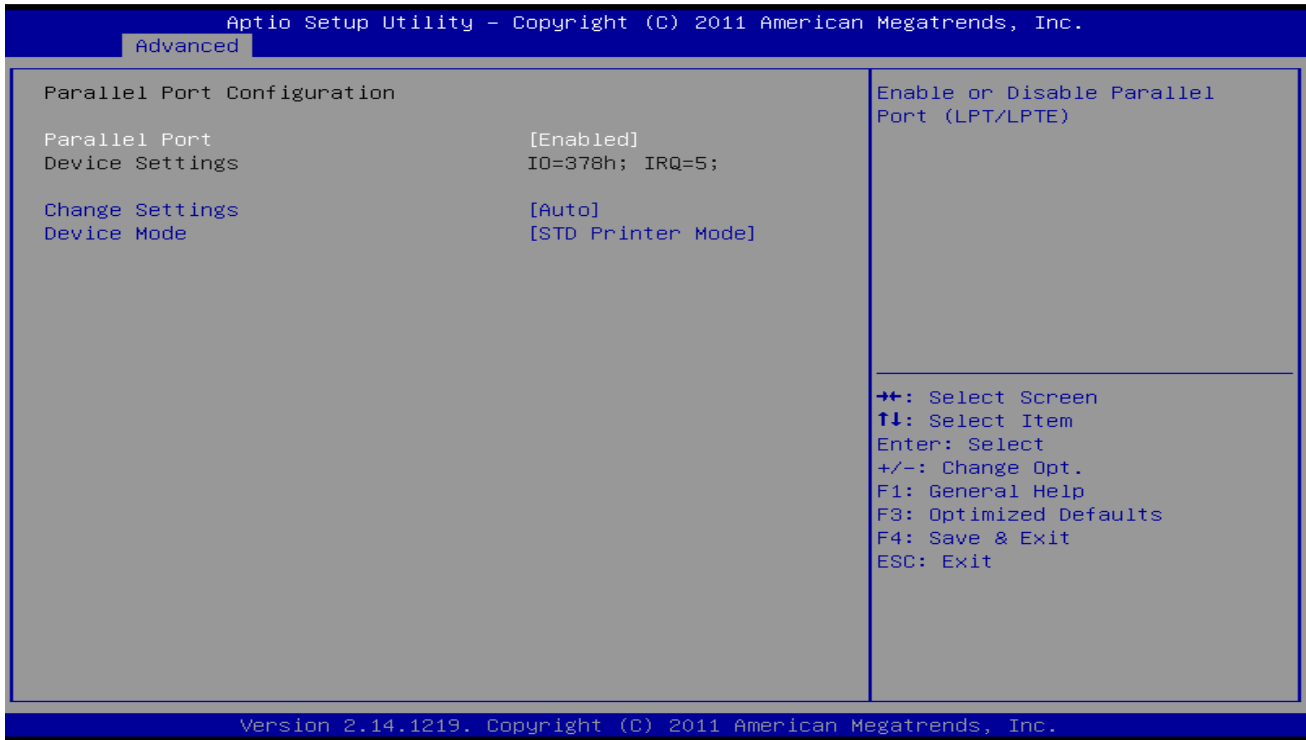 Aptio Setup Utility – Copyright (C) 2011 American Megatrends, Inc.
Advanced
Parallel Port Configuration
Parallel Port [Enabled]
Device Settings IO=378h; IRQ=5;
Change Settings [Auto]
Device Mode [STD Printer Mode]
Enable or Disable Parallel
Port (LPT/LPTE)
→←: Select Screen
↑↓: Select Item
Enter: Select
+/-: Change Opt.
F1: General Help
F3: Optimized Defaults
F4: Save & Exit
ESC: Exit
Version 2.14.1219. Copyright (C) 2011 American Megatrends, Inc.